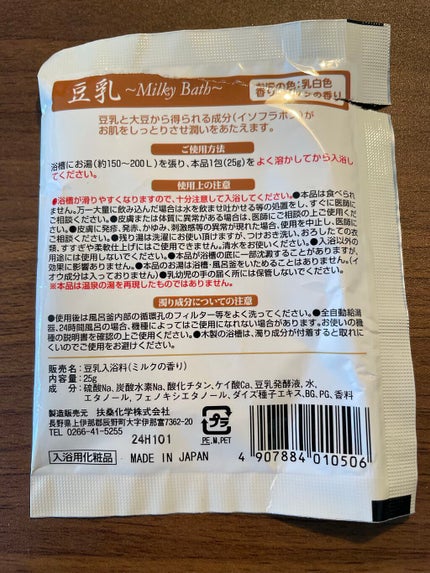 豆乳 ~Milky Bath~
お湯の色:乳白色
香り の香り
豆乳と大豆から得られる成分(イソフラボン)が
お肌をしっとりさせ潤いをあたえます。
ご使用方法
浴槽にお湯(約150~200L)を張り、本品1包(25g)をよく溶かしてから入浴し
てください。
使用上の注意
●浴槽が滑りやすくなりますので、十分注意して入浴してください。●本品は食べられ
ません。万一大量に飲み込んだ場合は水を飲ませ吐かせる等の処置をし、すぐに医師に
ご相談ください。●皮膚または体質に異常がある場合は、医師にご相談の上ご使用くだ
さい。●皮膚に発疹、発赤、かゆみ、刺激感等の異常が現れた場合、使用を中止し、医師に
ご相談ください。●残り湯は洗濯にお使い頂けますが、つけおき洗い、おろしたての衣
類、すすぎや柔軟仕上げにはご使用できません。清水をお使いください。●入浴以外の
用途には使用しないでください。●本品が浴槽の底に一部沈殿することがありますが、
効果に影響ありません。●本品のお湯は浴槽・風呂釜をいためることはありません。(イ
オウ成分は入っておりません)●乳幼児の手の届く所には保管しないでください。
※本品は温泉の湯を再現したものではありません。
濁り成分についての注意
●使用後は風呂釜内部の循環孔のフィルター等をよく洗ってください。●全自動給湯
器、24時間風呂の場合、機種によってはご使用になれない場合があります。お使いの機
種の説明書を確認の上ご使用ください。●木製の浴槽は、濁り成分が付着すると取れに
くいのでご使用をお避けください。
販売名:豆乳入浴料(ミルクの香り)
内容量:25g
成 分:硫酸Na、炭酸水素Na、酸化チタン、ケイ酸Ca、豆乳発酵液、水、
エタノール、フェノキシエタノール、ダイズ種子エキス、BG、PG、香料
製造販売元 扶桑化学株式会社
長野県上伊那郡辰野町大字伊那富7362-20
TEL 0266-41-5255
24H101
プラ
PE,M,PET
入浴用化粧品
MADE IN JAPAN
4 907884 010506